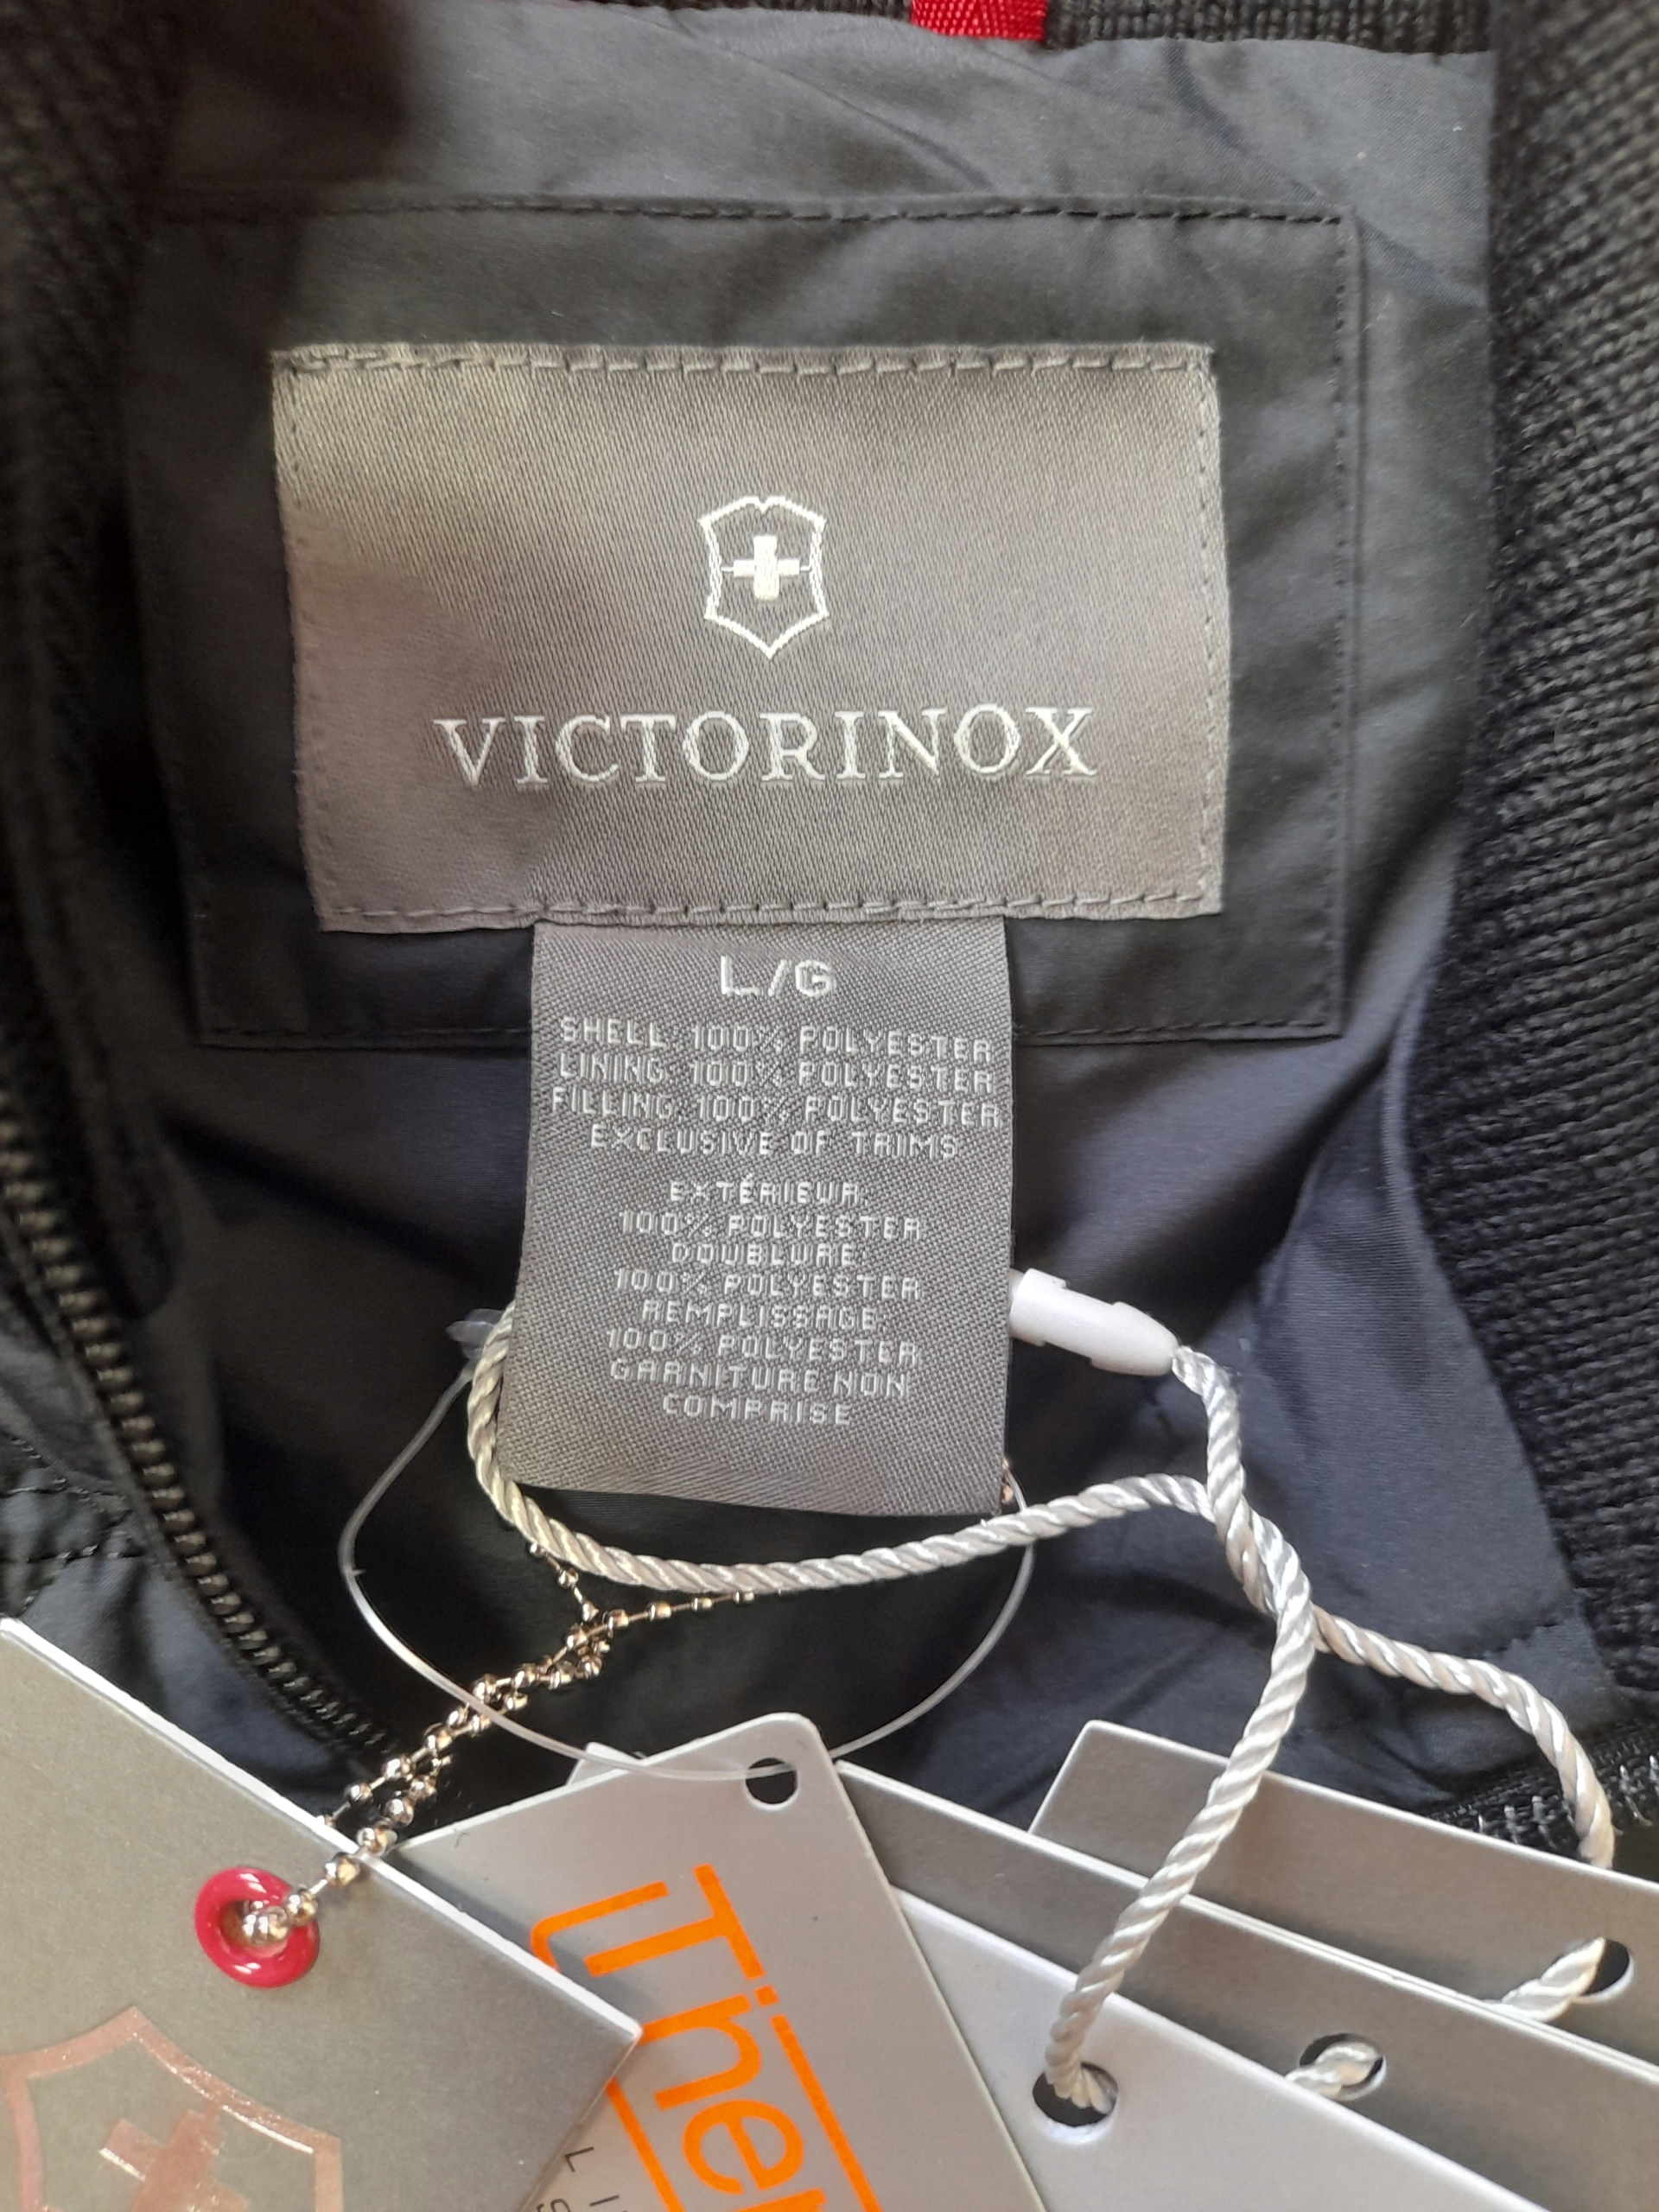 VICTORINOX
L/G
SHELL: 100% POLYESTER
LINING: 100% POLYESTER
FILLING: 100% POLYESTER
EXCLUSIVE OF TRIMS
EXTÉRIEUR:
100% POLYESTER
DOUBLURE:
100% POLYESTER
REMPLISSAGE:
100% POLYESTER
GARNITURE NON
COMPRISE